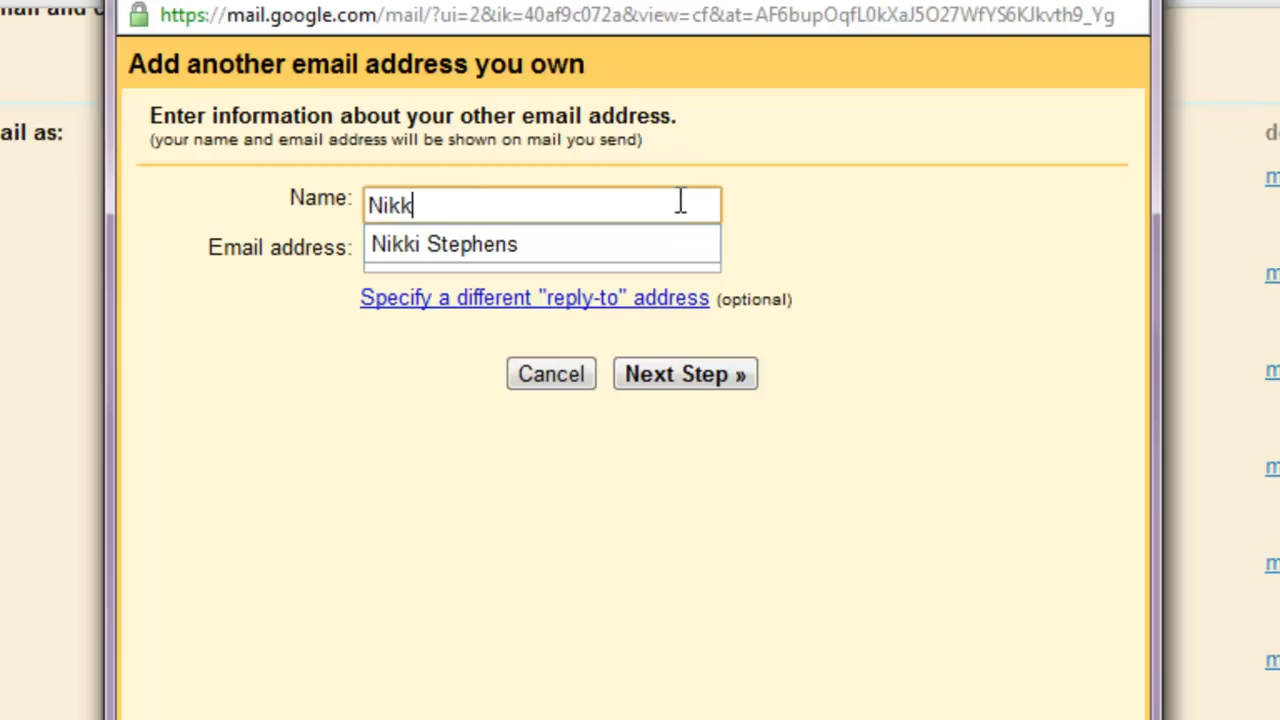 https://mail.google.com/mail/?ui=2&ik=40af9c072a&view=cf&at=AF6bupOqfL0kXaJ5O27WfYS6KJkvth9_Yg
Add another email address you own
Enter information about your other email address.
(your name and email address will be shown on mail you send)
ail as:
Name: Nikk
Email address: Nikki Stephens
Specify a different "reply-to" address (optional)
Cancel Next Step »